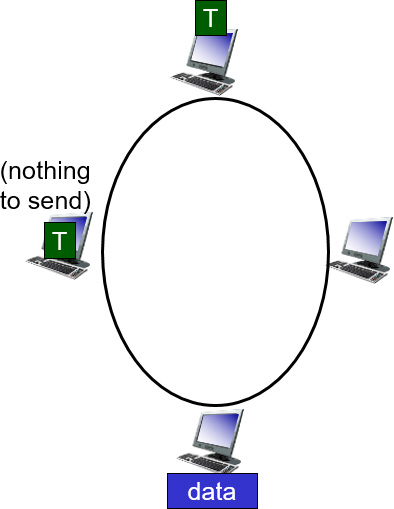 T
(nothing
to send)
T
data